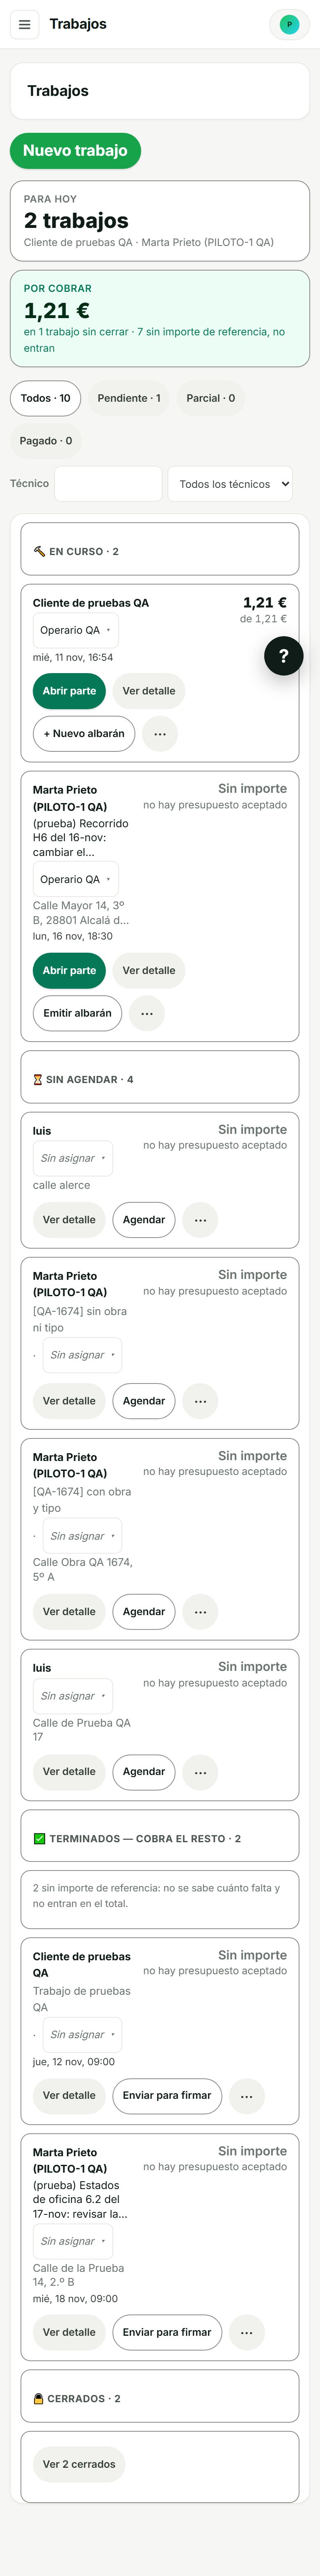 Trabajos
P
Trabajos
Nuevo trabajo
PARA HOY
2 trabajos
Cliente de pruebas QA · Marta Prieto (PILOTO-1 QA)
POR COBRAR
1,21 €
en 1 trabajo sin cerrar · 7 sin importe de referencia, no
entran
Todos · 10
Pendiente · 1
Parcial · 0
Pagado · 0
Técnico
Todos los técnicos
EN CURSO · 2
Cliente de pruebas QA
1,21 €
de 1,21 €
Operario QA
mié, 11 nov, 16:54
?
Abrir parte
Ver detalle
+ Nuevo albarán
...
Marta Prieto
(PILOTO-1 QA)
Sin importe
no hay presupuesto aceptado
(prueba) Recorrido
H6 del 16-nov:
cambiar el...
Operario QA
Calle Mayor 14, 3º
B, 28801 Alcalá d...
lun, 16 nov, 18:30
Abrir parte
Ver detalle
Emitir albarán
...
SIN AGENDAR · 4
luis
Sin importe
no hay presupuesto aceptado
Sin asignar
calle alerce
Ver detalle
Agendar
...
Marta Prieto
(PILOTO-1 QA)
Sin importe
no hay presupuesto aceptado
[QA-1674] sin obra
ni tipo
· Sin asignar
Ver detalle
Agendar
...
Marta Prieto
(PILOTO-1 QA)
Sin importe
no hay presupuesto aceptado
[QA-1674] con obra
y tipo
· Sin asignar
Calle Obra QA 1674,
5º A
Ver detalle
Agendar
...
luis
Sin importe
no hay presupuesto aceptado
Sin asignar
Calle de Prueba QA
17
Ver detalle
Agendar
...
TERMINADOS — COBRA EL RESTO · 2
2 sin importe de referencia: no se sabe cuánto falta y
no entran en el total.
Cliente de pruebas
QA
Sin importe
no hay presupuesto aceptado
Trabajo de pruebas
QA
· Sin asignar
jue, 12 nov, 09:00
Ver detalle
Enviar para firmar
...
Marta Prieto
(PILOTO-1 QA)
Sin importe
no hay presupuesto aceptado
(prueba) Estados
de oficina 6.2 del
17-nov: revisar la...
Sin asignar
Calle de la Prueba
14, 2.º B
mié, 18 nov, 09:00
Ver detalle
Enviar para firmar
...
CERRADOS · 2
Ver 2 cerrados